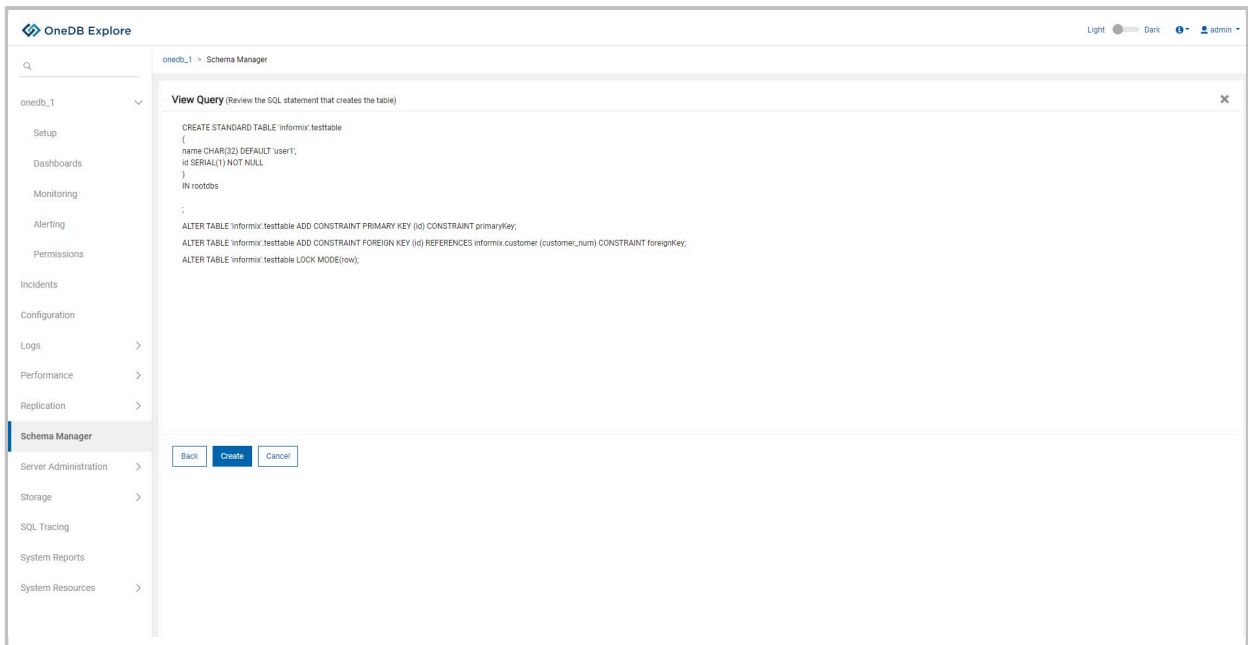 OneDB Explore
Light Dark admin
onedb_1 > Schema Manager
onedb_1
Setup
Dashboards
Monitoring
Alerting
Permissions
Incidents
Configuration
Logs
Performance
Replication
Schema Manager
Server Administration
Storage
SQL Tracing
System Reports
System Resources
View Query (Review the SQL statement that creates the table)
CREATE STANDARD TABLE 'informix'.testtable
(
name CHAR(32) DEFAULT 'user1',
id SERIAL(1) NOT NULL
)
IN rootdbs
;
ALTER TABLE 'informix'.testtable ADD CONSTRAINT PRIMARY KEY (id) CONSTRAINT primaryKey;
ALTER TABLE 'informix'.testtable ADD CONSTRAINT FOREIGN KEY (id) REFERENCES informix.customer (customer_num) CONSTRAINT foreignKey;
ALTER TABLE 'informix'.testtable LOCK MODE(row);
Back Create Cancel